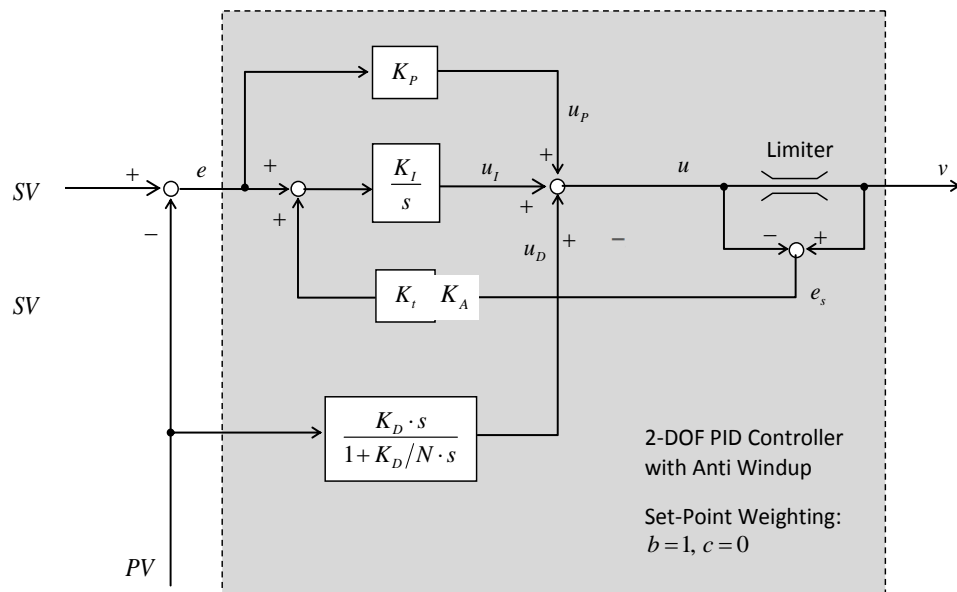 K_P
u_P
Limiter
SV
+
e
+
K_I
s
u_I
+
u
v
−
+
+
u_D
+
−
−
+
SV
K_t
K_A
e_s
K_D · s
1 + K_D/N · s
2-DOF PID Controller
with Anti Windup
Set-Point Weighting:
b = 1, c = 0
PV